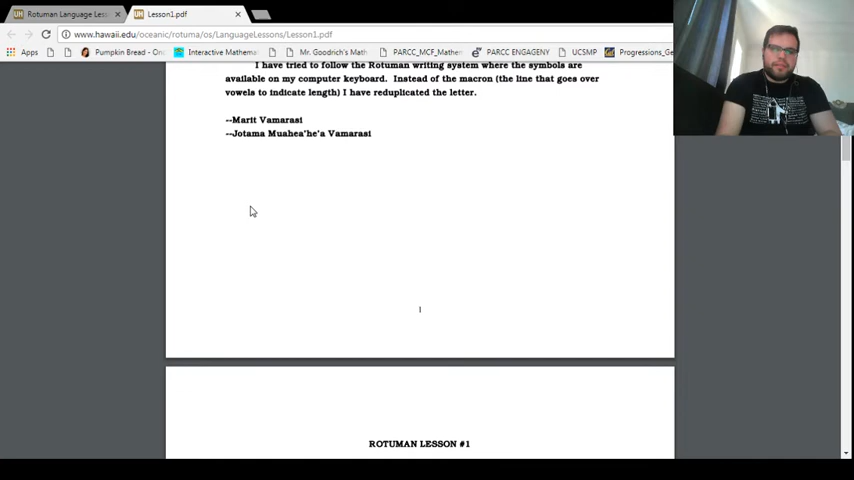 Rotuman Language Less
Lesson1.pdf
www.hawaii.edu/oceanic/rotuma/os/LanguageLessons/Lesson1.pdf
Apps
Pumpkin Bread - On
Interactive Mathema
Mr. Goodrich's Math
PARCC_MCF_Mathem
PARCC ENGAGENY
UCSMP
Progressions_Ge
I have tried to follow the Rotuman writing system where the symbols are
available on my computer keyboard. Instead of the macron (the line that goes over
vowels to indicate length) I have reduplicated the letter.
--Marit Vamarasi
--Jotama Muahea'he'a Vamarasi
1
ROTUMAN LESSON #1